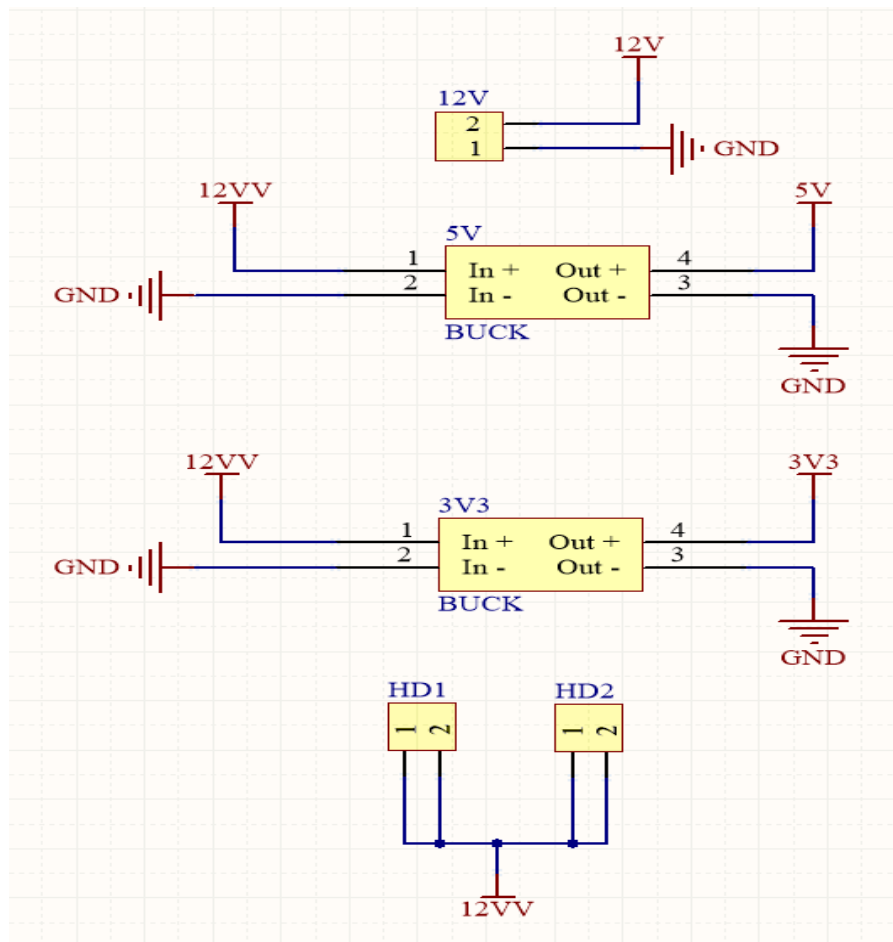 12V
12V
2
1 GND
12VV 5V
5V
1 In + Out + 4
GND 2 In - Out - 3
BUCK
GND
12VV 3V3
3V3
1 In + Out + 4
GND 2 In - Out - 3
BUCK
GND
HD1 HD2
1 2 1 2
12VV